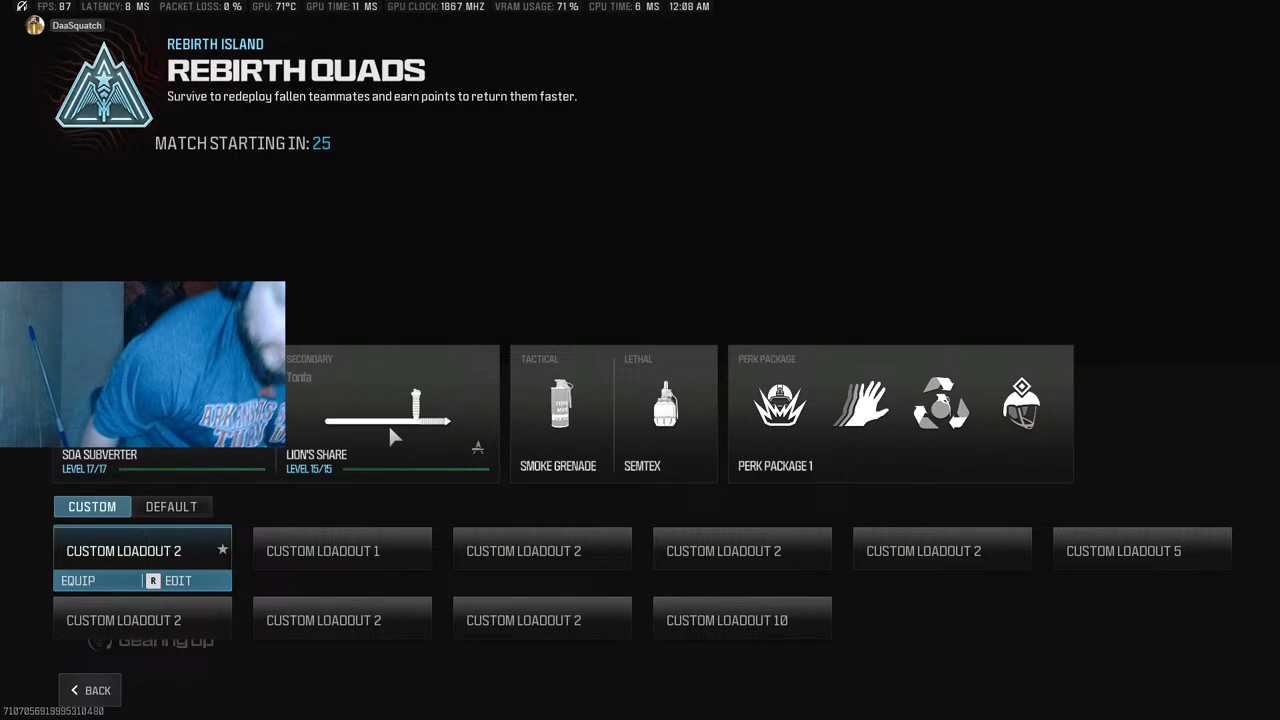 FPS: 87 LATENCY: 8 MS PACKET LOSS: 0 % GPU: 71°C GPU TIME: 11 MS GPU CLOCK: 1867 MHZ VRAM USAGE: 71 % CPU TIME: 6 MS 12:08 AM
DaaSquatch
REBIRTH ISLAND
REBIRTH QUADS
Survive to redeploy fallen teammates and earn points to return them faster.
MATCH STARTING IN: 25
SECONDARY
Tonfa
TACTICAL
LETHAL
PERK PACKAGE
SOA SUBVERTER
LEVEL 17/17
LION'S SHARE
LEVEL 15/15
SMOKE GRENADE
SEMTEX
PERK PACKAGE 1
CUSTOM DEFAULT
CUSTOM LOADOUT 2
CUSTOM LOADOUT 1
CUSTOM LOADOUT 2
CUSTOM LOADOUT 2
CUSTOM LOADOUT 2
CUSTOM LOADOUT 5
EQUIP R EDIT
CUSTOM LOADOUT 2
CUSTOM LOADOUT 2
CUSTOM LOADOUT 2
CUSTOM LOADOUT 10
Gearing Up
BACK
7107056919995310480